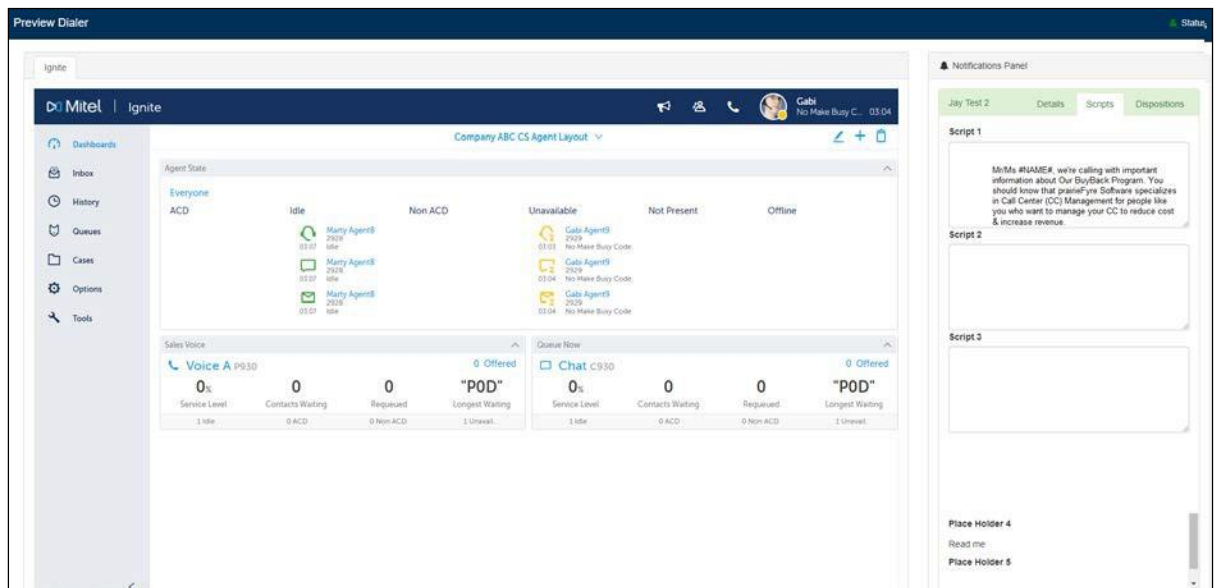 Preview Dialer
Status
Ignite
Mitel | Ignite
Gabi
No Make Busy C... 03:04
Dashboards
Inbox
History
Queues
Cases
Options
Tools
Company ABC CS Agent Layout
Agent State
Everyone
ACD Idle Non ACD Unavailable Not Present Offline
Marty Agent8
2928
03:07 Idle
Marty Agent8
2928
03:07 Idle
Marty Agent8
2928
03:07 Idle
Gabi Agent9
2929
03:03 No Make Busy Code
Gabi Agent9
2929
03:04 No Make Busy Code
Gabi Agent9
2929
03:04 No Make Busy Code
Sales Voice
Voice A P930 0 Offered
0% 0 0 "P0D"
Service Level Contacts Waiting Requeued Longest Waiting
1 Idle 0 ACD 0 Non ACD 1 Unavail.
Queue Now
Chat C930 0 Offered
0% 0 0 "P0D"
Service Level Contacts Waiting Requeued Longest Waiting
1 Idle 0 ACD 0 Non ACD 1 Unavail.
Notifications Panel
Jay Test 2 Details Scripts Dispositions
Script 1
Mr/Ms #NAME#, we're calling with important
information about Our BuyBack Program. You
should know that prairieFyre Software specializes
in Call Center (CC) Management for people like
you who want to manage your CC to reduce cost
& increase revenue.
Script 2
Script 3
Place Holder 4
Read me
Place Holder 5